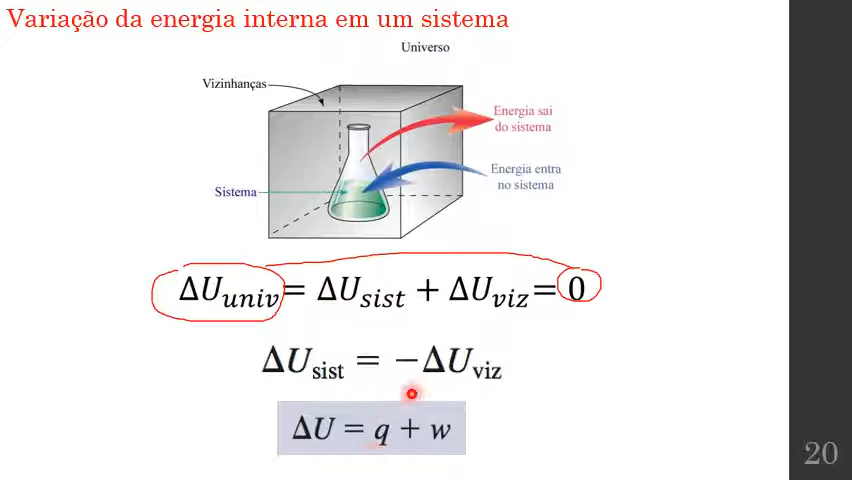 Variação da energia interna em um sistema
Universo
Vizinhanças
Energia sai
do sistema
Energia entra
no sistema
Sistema
ΔU_univ = ΔU_sist + ΔU_viz = 0
ΔU_sist = −ΔU_viz
ΔU = q + w
20